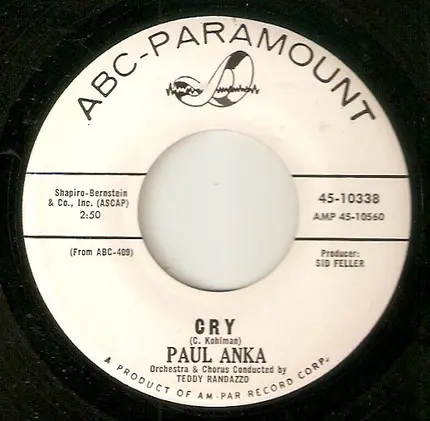 ABC-PARAMOUNT
Shapiro-Bernstein
& Co., Inc. (ASCAP)
2:50
45-10338
AMP 45-10560
(From ABC-409)
Producer:
SID FELLER
CRY
(C. Kohlman)
PAUL ANKA
Orchestra & Chorus Conducted by
TEDDY RANDAZZO
A PRODUCT OF AM-PAR RECORD CORP.